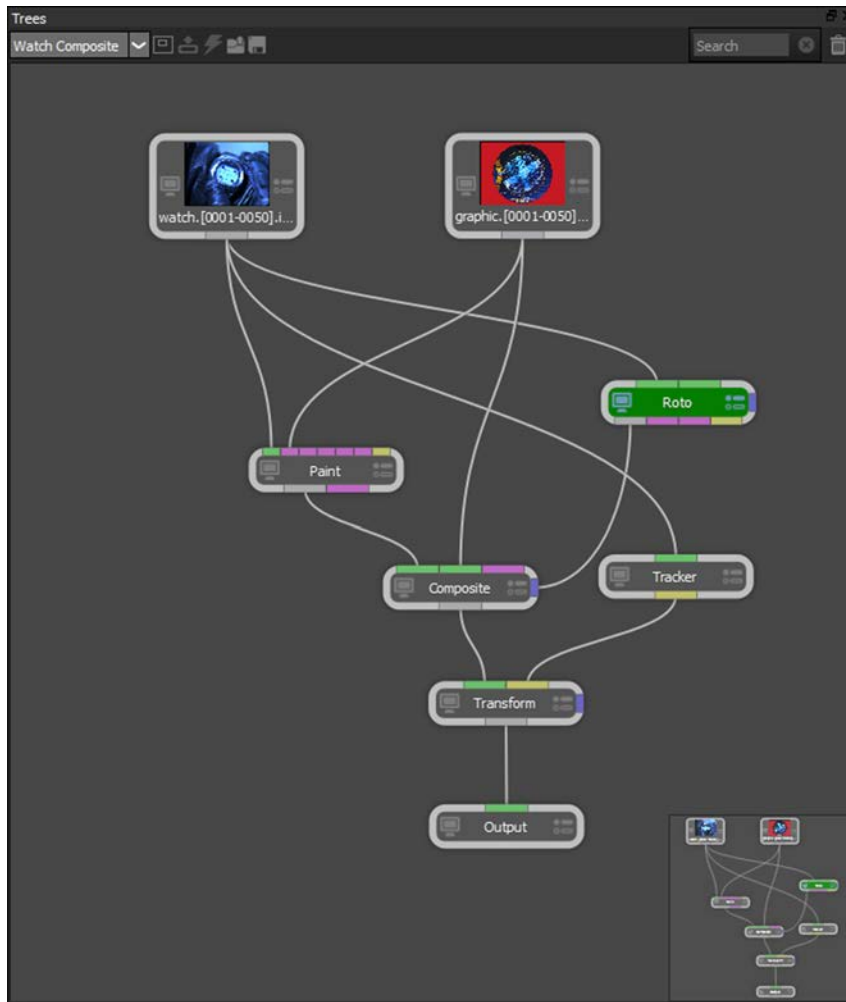 Trees
Watch Composite
Search
watch.[0001-0050].i...
graphic.[0001-0050]...
Roto
Paint
Composite
Tracker
Transform
Output